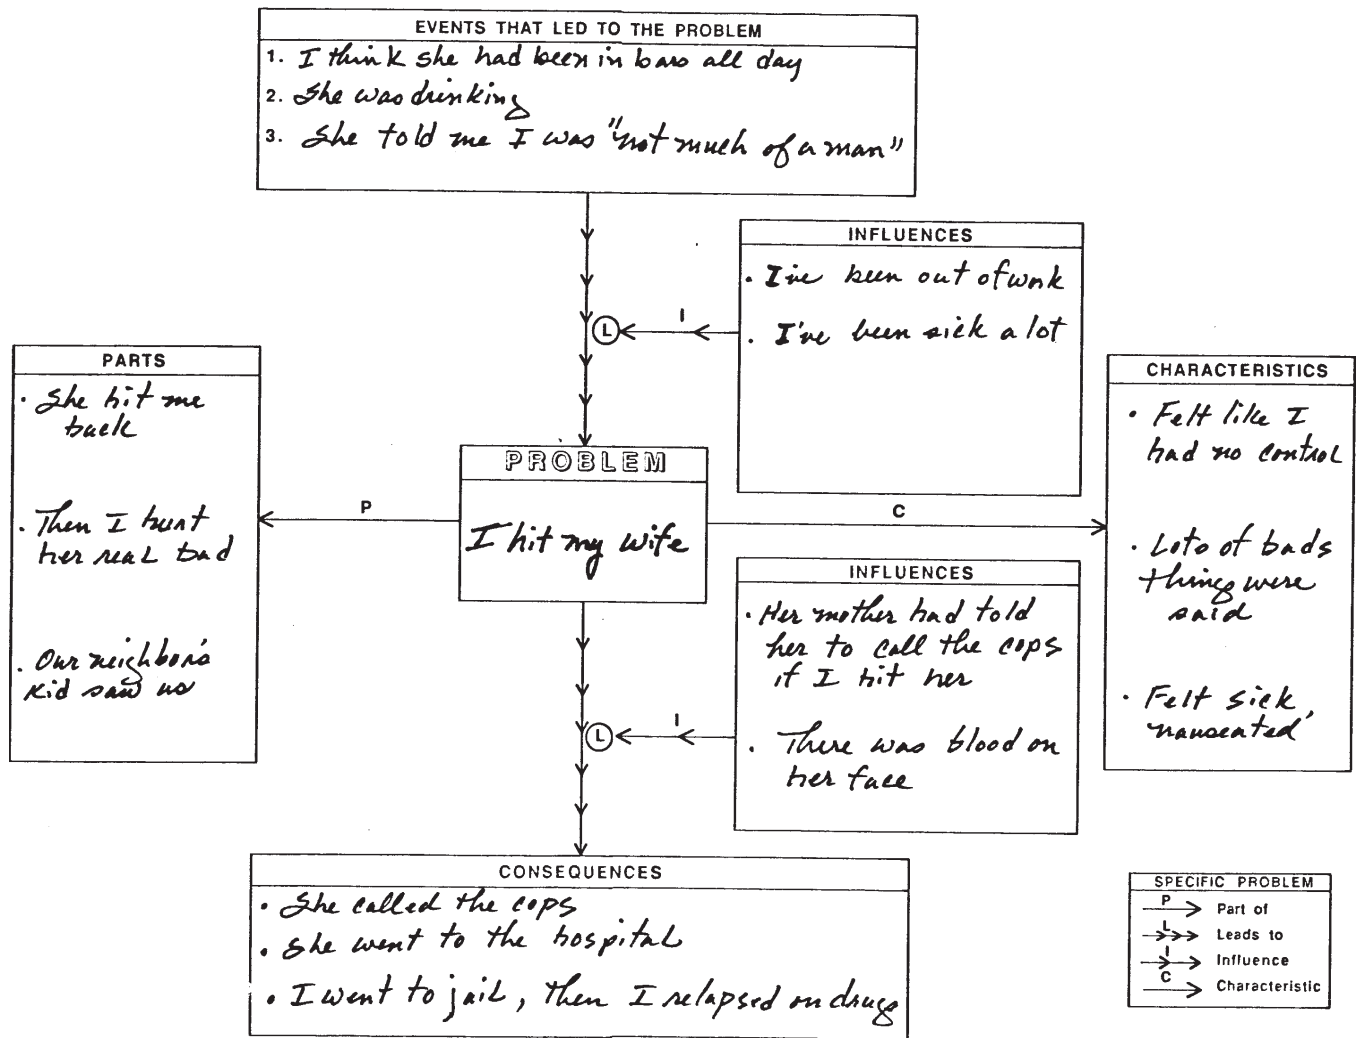 EVENTS THAT LED TO THE PROBLEM
1. I think she had been in bars all day
2. She was drinking
3. She told me I was "not much of a man"
INFLUENCES
. I've been out of work
. I've been sick a lot
I
L
PARTS
. She hit me
back
. Then I hurt
her real bad
. Our neighbor's
kid saw us
P
PROBLEM
I hit my wife
C
CHARACTERISTICS
• Felt like I
had no control
• Lots of bads
things were
said
• Felt sick,
'nauseated'
INFLUENCES
. Her mother had told
her to call the cops
if I hit her
. There was blood on
her face
I
L
CONSEQUENCES
• She called the cops
• She went to the hospital
• I went to jail, then I relapsed on drugs
SPECIFIC PROBLEM
P Part of
L Leads to
I Influence
C Characteristic